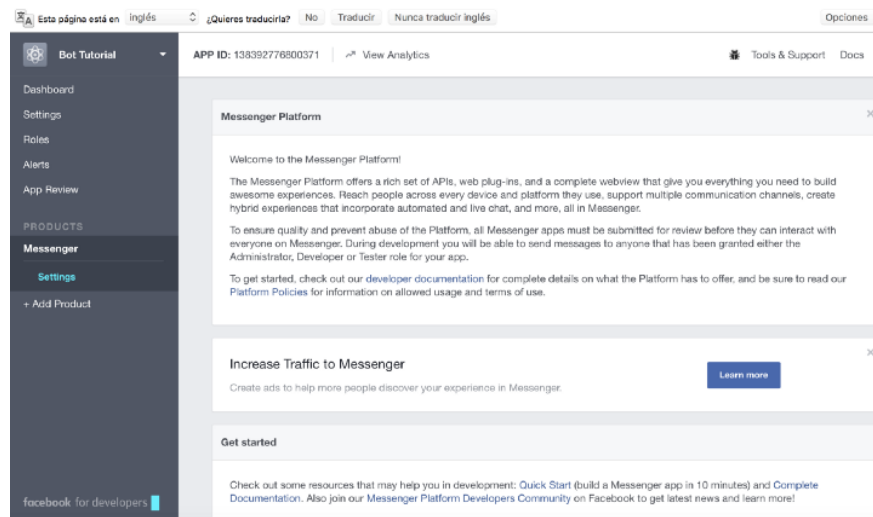 Esta página está en inglés ¿Quieres traducirla? No Traducir Nunca traducir inglés Opciones
Bot Tutorial
APP ID: 138392776800371 View Analytics Tools & Support Docs
Dashboard
Settings
Roles
Alerts
App Review
PRODUCTS
Messenger
Settings
+ Add Product
facebook for developers
Messenger Platform
Welcome to the Messenger Platform!
The Messenger Platform offers a rich set of APIs, web plug-ins, and a complete webview that give you everything you need to build
awesome experiences. Reach people across every device and platform they use, support multiple communication channels, create
hybrid experiences that incorporate automated and live chat, and more, all in Messenger.
To ensure quality and prevent abuse of the Platform, all Messenger apps must be submitted for review before they can interact with
everyone on Messenger. During development you will be able to send messages to anyone that has been granted either the
Administrator, Developer or Tester role for your app.
To get started, check out our developer documentation for complete details on what the Platform has to offer, and be sure to read our
Platform Policies for information on allowed usage and terms of use.
Increase Traffic to Messenger
Create ads to help more people discover your experience in Messenger.
Learn more
Get started
Check out some resources that may help you in development: Quick Start (build a Messenger app in 10 minutes) and Complete
Documentation. Also join our Messenger Platform Developers Community on Facebook to get latest news and learn more!